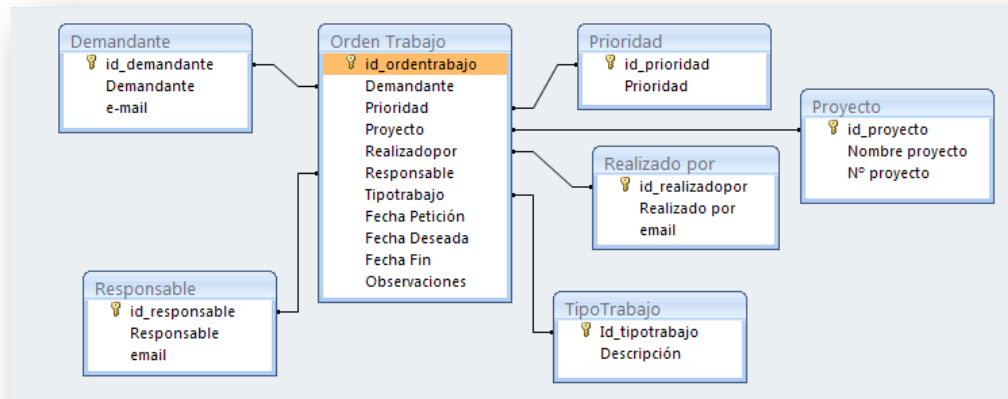 Demandante
id_demandante
Demandante
e-mail
Orden Trabajo
id_ordentrabajo
Demandante
Prioridad
Proyecto
Realizadopor
Responsable
Tipotrabajo
Fecha Petición
Fecha Deseada
Fecha Fin
Observaciones
Prioridad
id_prioridad
Prioridad
Proyecto
id_proyecto
Nombre proyecto
Nº proyecto
Realizado por
id_realizadopor
Realizado por
email
Responsable
id_responsable
Responsable
email
TipoTrabajo
Id_tipotrabajo
Descripción